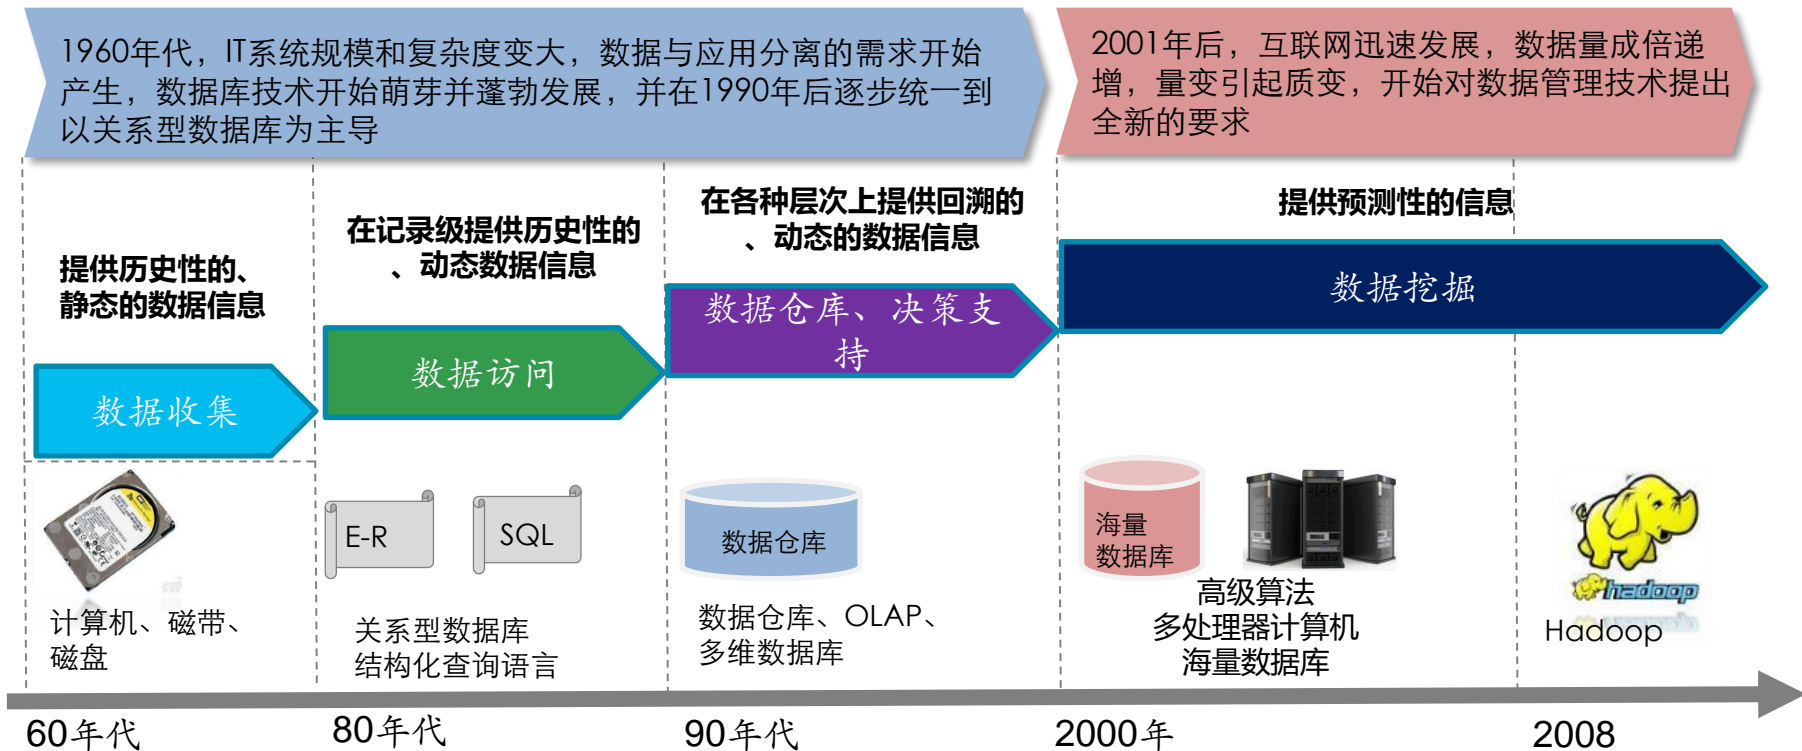 1960年代，IT系统规模和复杂度变大，数据与应用分离的需求开始
产生，数据库技术开始萌芽并蓬勃发展，并在1990年后逐步统一到
以关系型数据库为主导
2001年后，互联网迅速发展，数据量成倍递
增，量变引起质变，开始对数据管理技术提出
全新的要求
提供历史性的、
静态的数据信息
在记录级提供历史性的
、动态数据信息
在各种层次上提供回溯的
、动态的数据信息
提供预测性的信息
数据收集
数据访问
数据仓库、决策支
持
数据挖掘
E-R
SQL
数据仓库
海量
数据库
hadoop
计算机、磁带、
磁盘
关系型数据库
结构化查询语言
数据仓库、OLAP、
多维数据库
高级算法
多处理器计算机
海量数据库
Hadoop
60年代
80年代
90年代
2000年
2008